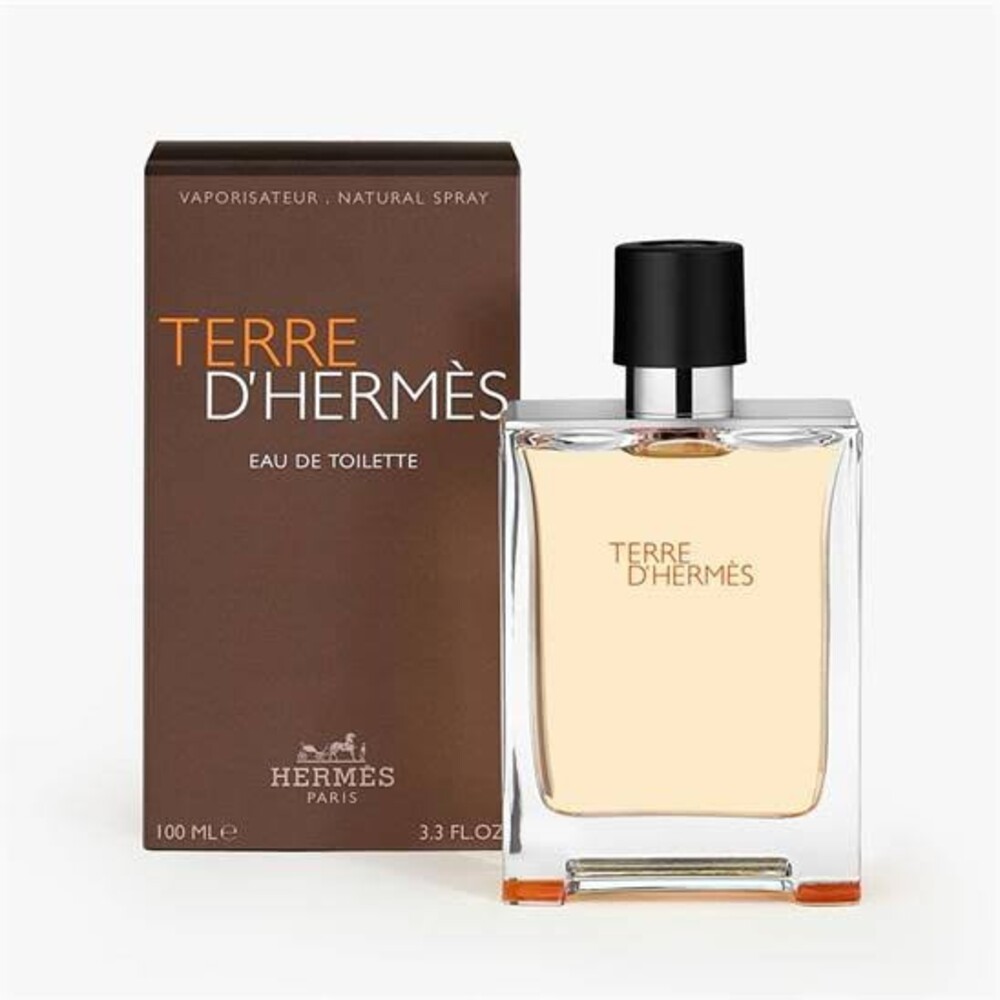 VAPORISATEUR . NATURAL SPRAY
TERRE
D'HERMÈS
EAU DE TOILETTE
HERMÈS
PARIS
100 ML ℮
3.3 FL.OZ
TERRE
D'HERMÈS